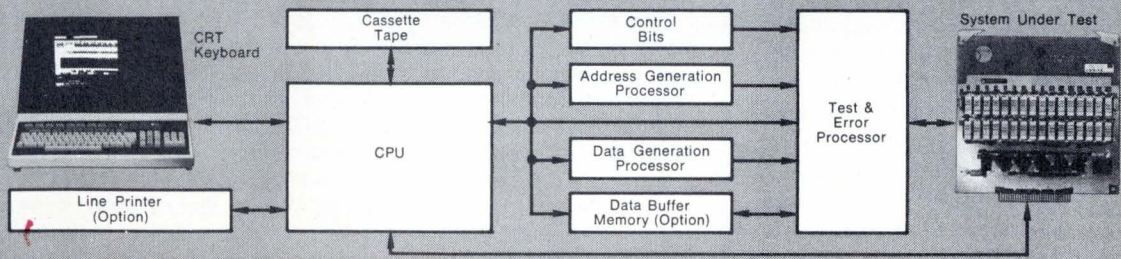 CRT
Keyboard
Line Printer
(Option)
Cassette
Tape
CPU
Control
Bits
Address Generation
Processor
Data Generation
Processor
Data Buffer
Memory (Option)
Test &
Error
Processor
System Under Test